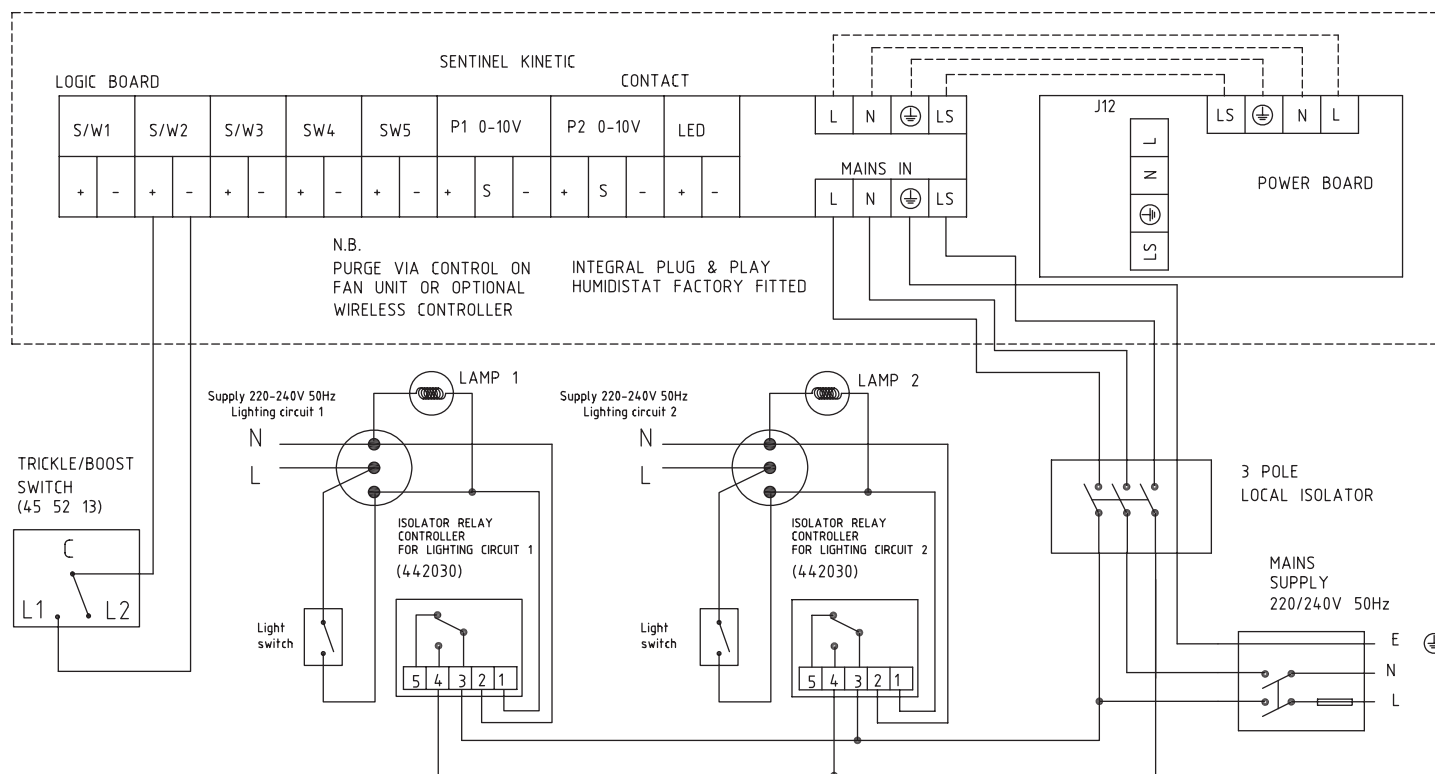 SENTINEL KINETIC
LOGIC BOARD
CONTACT
S/W1 S/W2 S/W3 SW4 SW5 P1 0-10V P2 0-10V LED
+ - + - + - + - + - + S - + S - + -
L N LS
MAINS IN
L N LS
J12
LS N L
L
N
LS
POWER BOARD
N.B.
PURGE VIA CONTROL ON
FAN UNIT OR OPTIONAL
WIRELESS CONTROLLER
INTEGRAL PLUG & PLAY
HUMIDISTAT FACTORY FITTED
TRICKLE/BOOST
SWITCH
(45 52 13)
C
L1 L2
Supply 220-240V 50Hz
Lighting circuit 1
N
L
LAMP 1
ISOLATOR RELAY
CONTROLLER
FOR LIGHTING CIRCUIT 1
(442030)
Light
switch
5 4 3 2 1
Supply 220-240V 50Hz
Lighting circuit 2
N
L
LAMP 2
ISOLATOR RELAY
CONTROLLER
FOR LIGHTING CIRCUIT 2
(442030)
Light
switch
5 4 3 2 1
3 POLE
LOCAL ISOLATOR
MAINS
SUPPLY
220/240V 50Hz
E
N
L